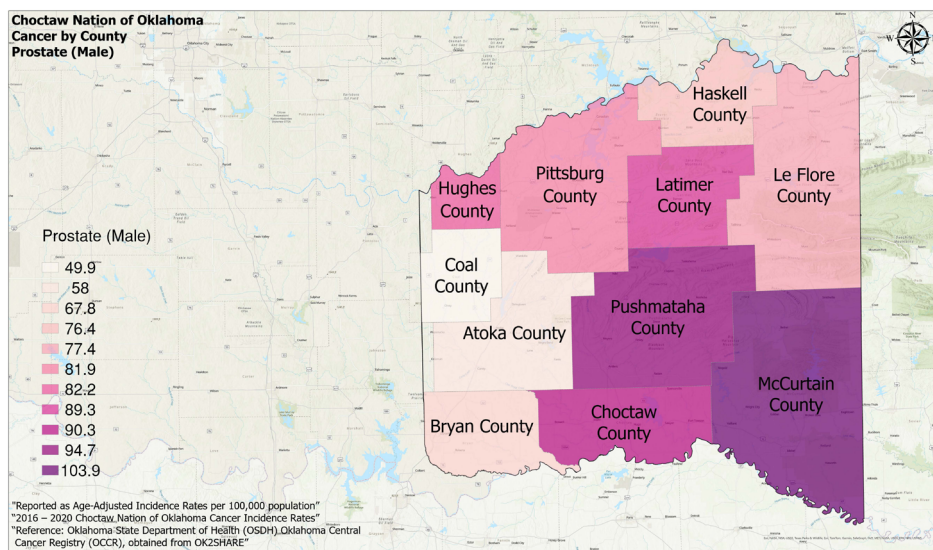 Choctaw Nation of Oklahoma
Cancer by County
Prostate (Male)
N
W
S
Haskell
County
Pittsburg
County
Latimer
County
Le Flore
County
Hughes
County
Prostate (Male)
49.9
58
67.8
76.4
77.4
81.9
82.2
89.3
90.3
94.7
103.9
Coal
County
Pushmataha
County
Atoka County
McCurtain
County
Choctaw
County
Bryan County
"Reported as Age-Adjusted Incidence Rates per 100,000 population"
"2016 – 2020 Choctaw Nation of Oklahoma Cancer Incidence Rates"
"Reference: Oklahoma State Department of Health (OSDH) Oklahoma Central
Cancer Registry (OCCR), obtained from OK2SHARE"